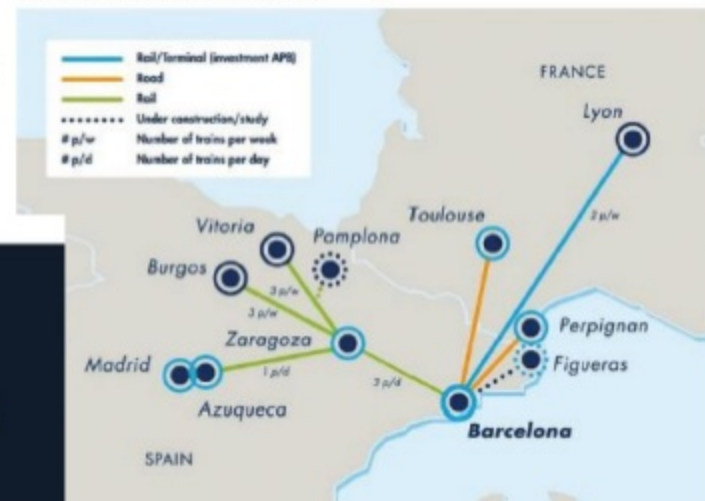 Rail/Terminal (investment APB)
Road
Rail
Under construction/study
# p/w Number of trains per week
# p/d Number of trains per day
FRANCE
Lyon
2 p/w
Toulouse
Vitoria
Pamplona
Burgos
3 p/w
3 p/w
Zaragoza
Perpignan
Madrid
1 p/d
3 p/d
Figueras
Azuqueca
Barcelona
SPAIN